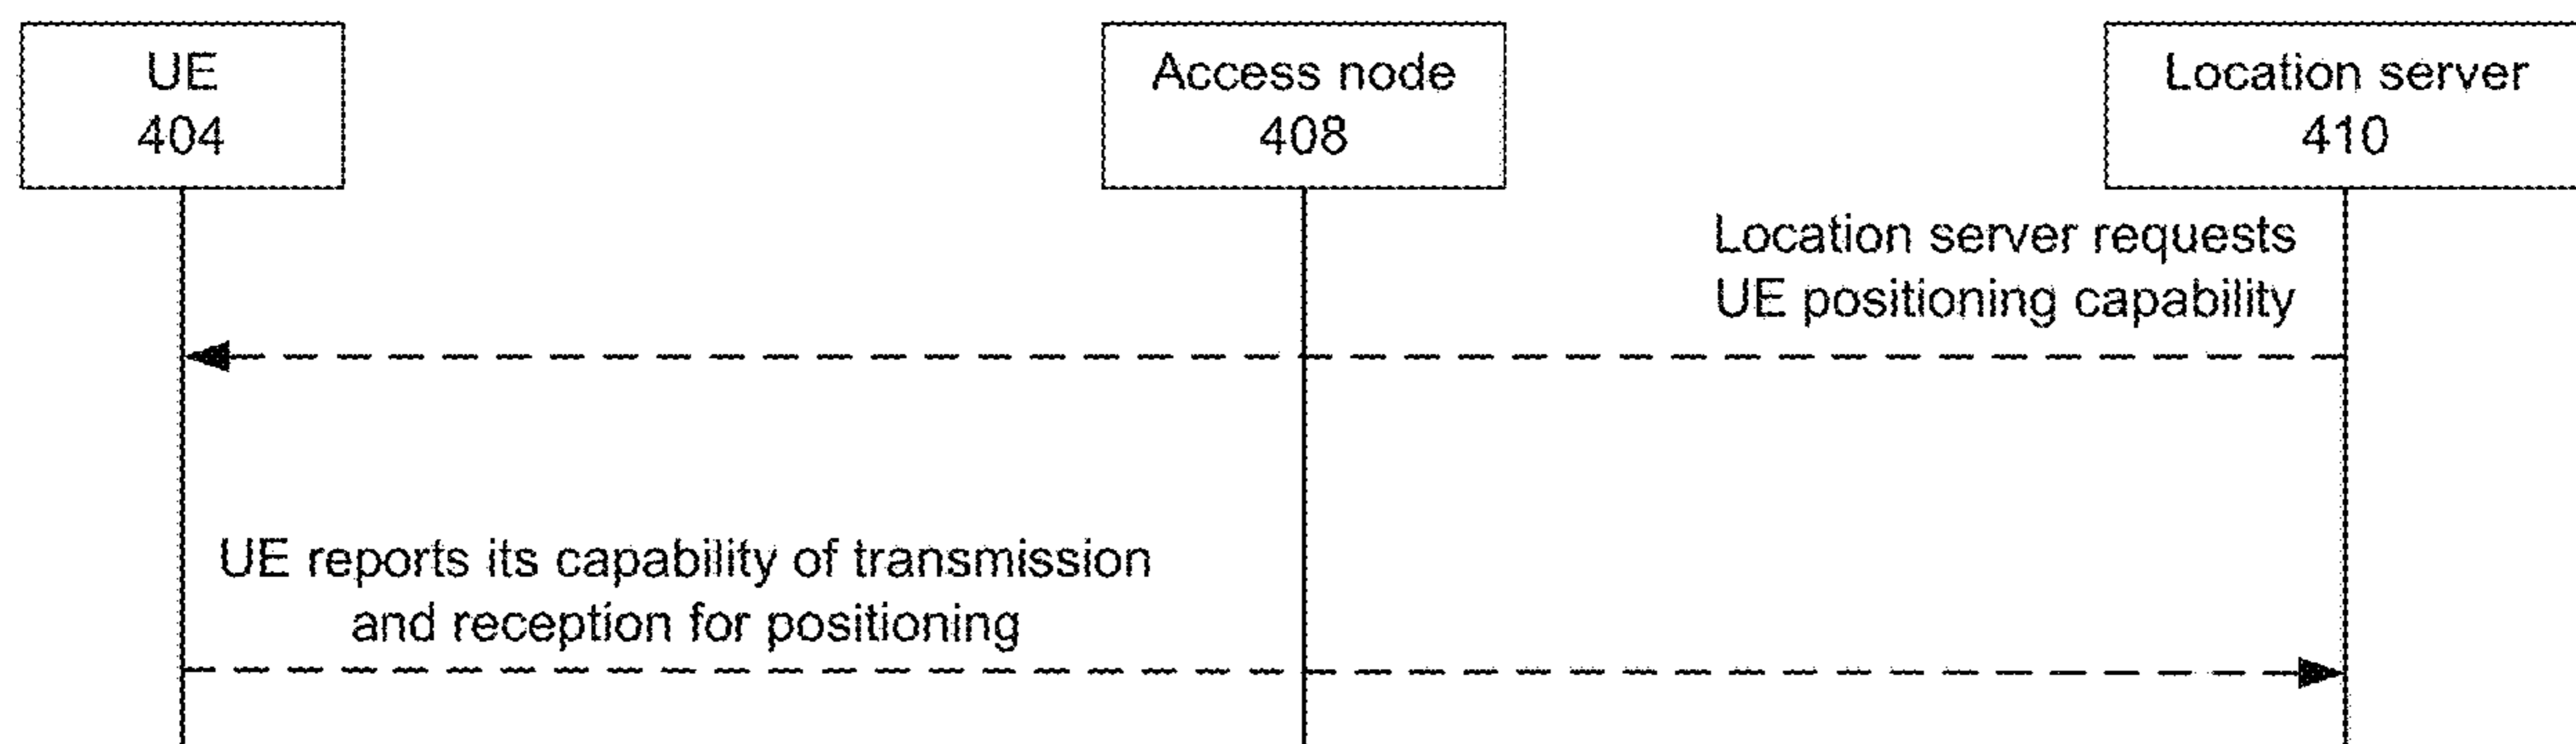 UE
404
Access node
408
Location server
410
Location server requests
UE positioning capability
UE reports its capability of transmission
and reception for positioning